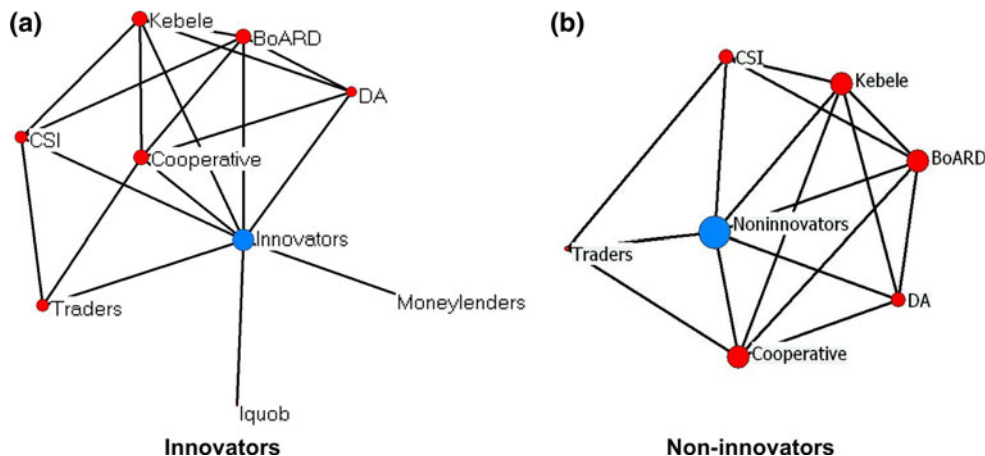 (a)
Kebele
BoARD
DA
CSI
Cooperative
Innovators
Traders
Moneylenders
Iquob
Innovators
(b)
CSI
Kebele
BoARD
Noninnovators
Traders
DA
Cooperative
Non-innovators